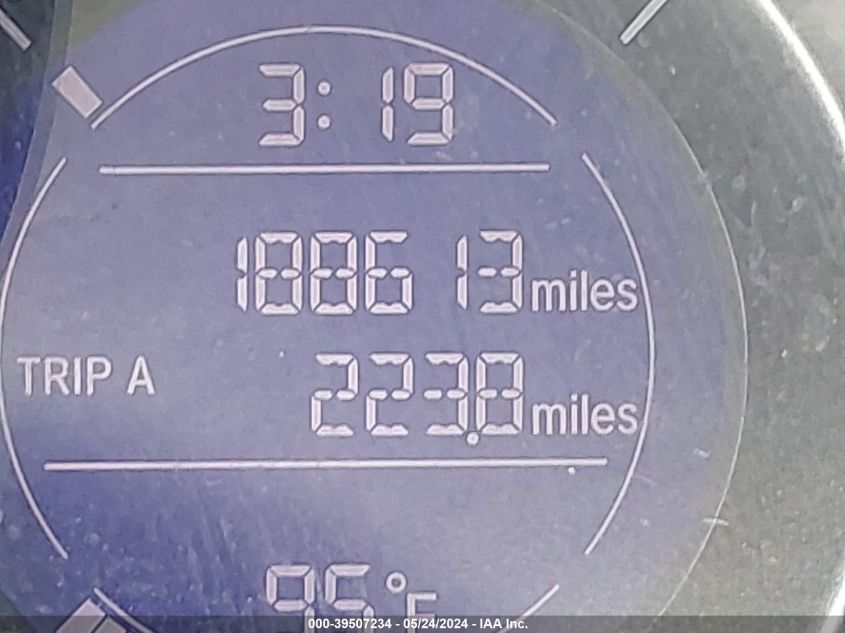 3:19
188613 miles
TRIP A 223.8 miles
95°F
000-39507234 - 05/24/2024 - IAA Inc.